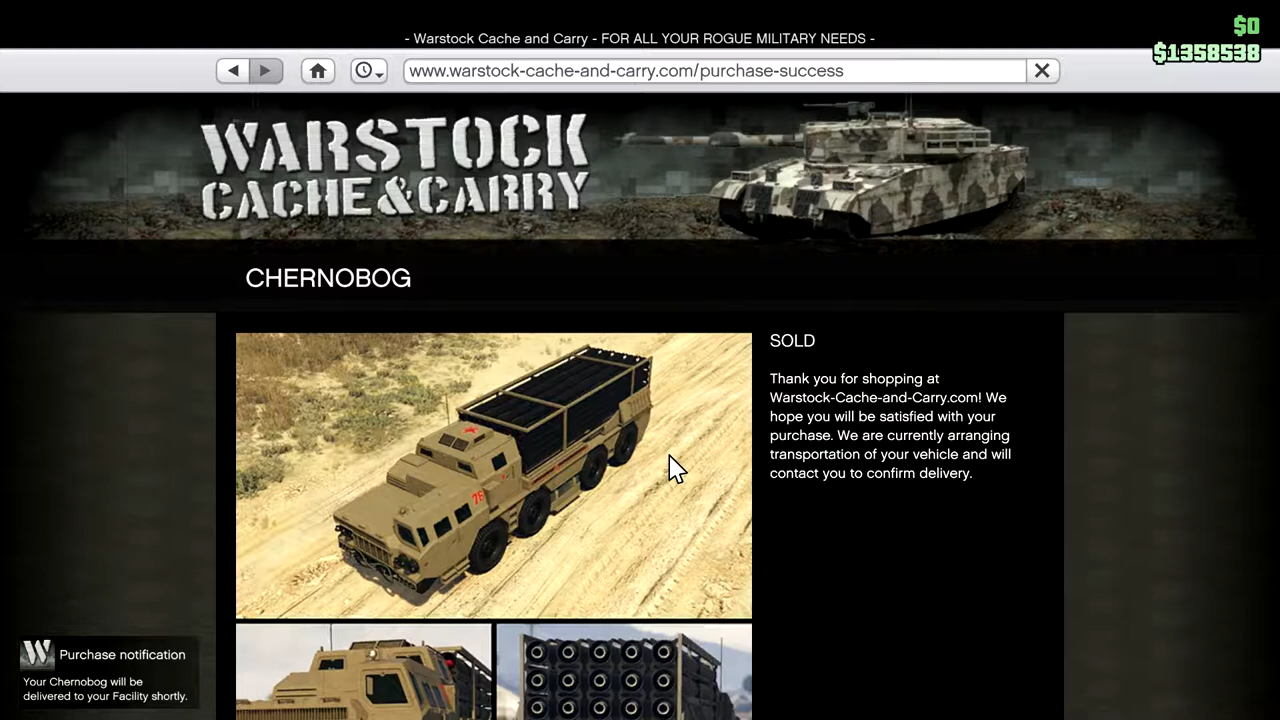 $0
- Warstock Cache and Carry - FOR ALL YOUR ROGUE MILITARY NEEDS -
$1358538
www.warstock-cache-and-carry.com/purchase-success
WARSTOCK
CACHE&CARRY
CHERNOBOG
SOLD
Thank you for shopping at
Warstock-Cache-and-Carry.com! We
hope you will be satisfied with your
purchase. We are currently arranging
transportation of your vehicle and will
contact you to confirm delivery.
76
W
Purchase notification
Your Chernobog will be
delivered to your Facility shortly.